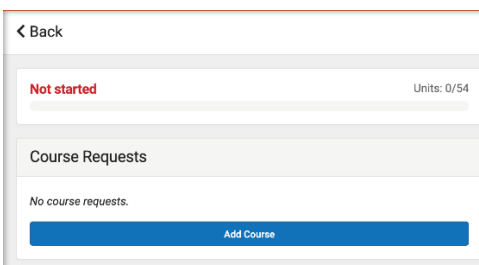 Back
Not started
Units: 0/54
Course Requests
No course requests.
Add Course